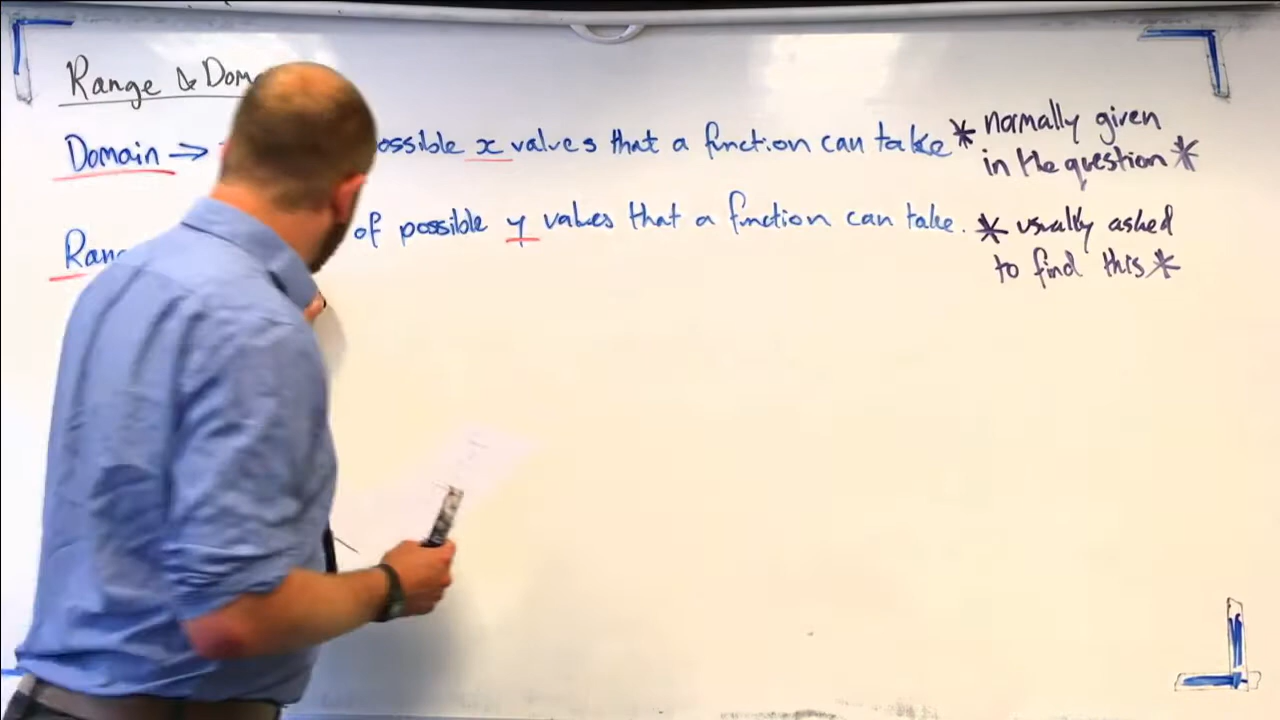 Range & Dom
Domain → ossible x values that a function can take * normally given
in the question *
Rang of possible y values that a function can take. * usually asked
to find this *